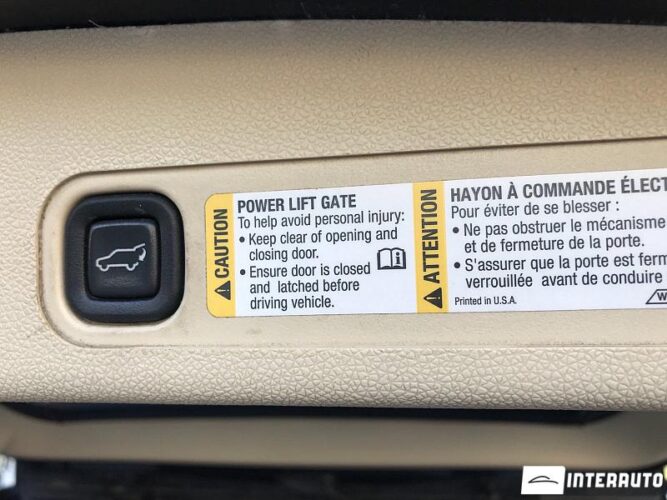 CAUTION
POWER LIFT GATE
To help avoid personal injury:
• Keep clear of opening and
closing door.
• Ensure door is closed
and latched before
driving vehicle.
ATTENTION
HAYON À COMMANDE
Pour éviter de se blesser :
• Ne pas obstruer le mécanisme
et de fermeture de la porte.
• S'assurer que la porte est
verrouillée avant de conduire
Printed in U.S.A.
INTERAUTO